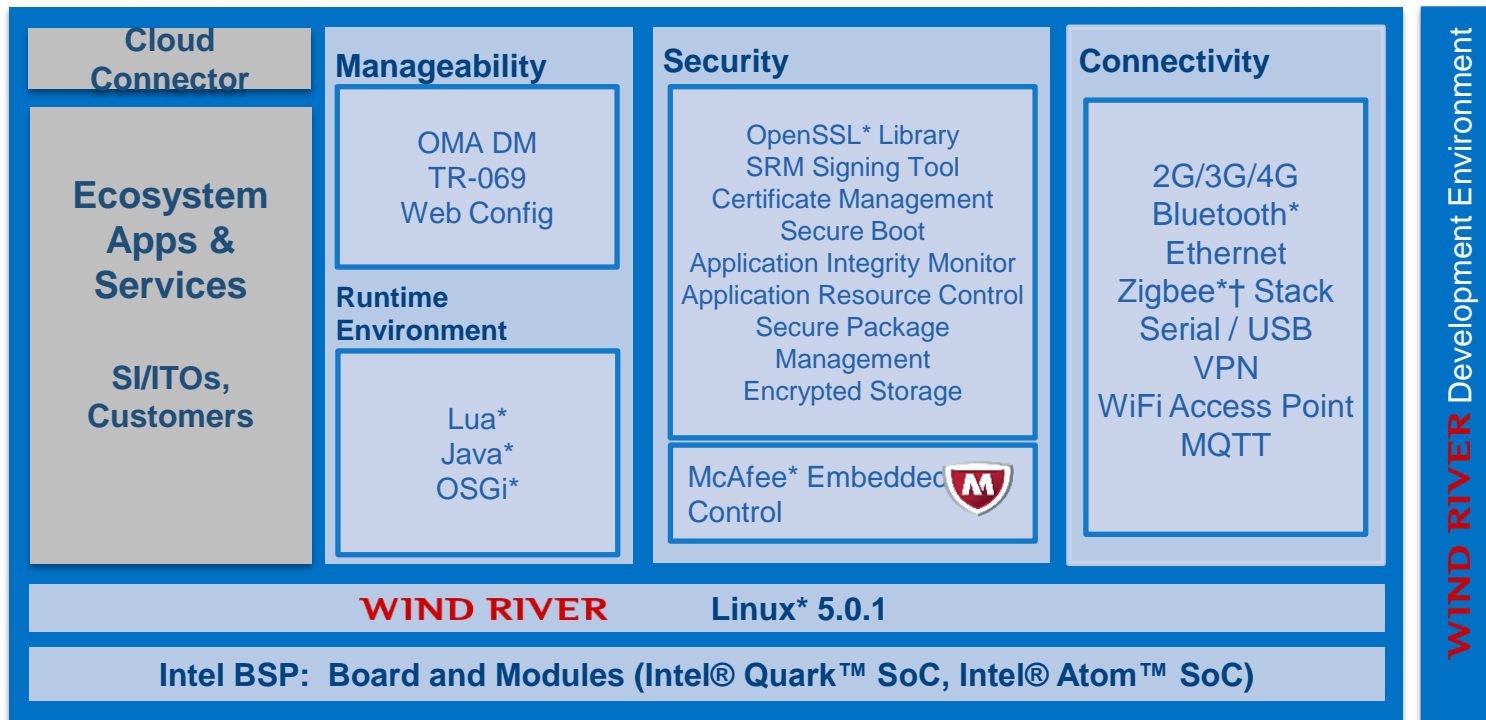 Cloud
Connector
Ecosystem
Apps &
Services
SI/ITOs,
Customers
Manageability
OMA DM
TR-069
Web Config
Runtime
Environment
Lua*
Java*
OSGi*
Security
OpenSSL* Library
SRM Signing Tool
Certificate Management
Secure Boot
Application Integrity Monitor
Application Resource Control
Secure Package
Management
Encrypted Storage
McAfee* Embedded
Control
M
Connectivity
2G/3G/4G
Bluetooth*
Ethernet
Zigbee*† Stack
Serial / USB
VPN
WiFi Access Point
MQTT
WIND RIVER Linux* 5.0.1
Intel BSP: Board and Modules (Intel® Quark™ SoC, Intel® Atom™ SoC)
WIND RIVER Development Environment